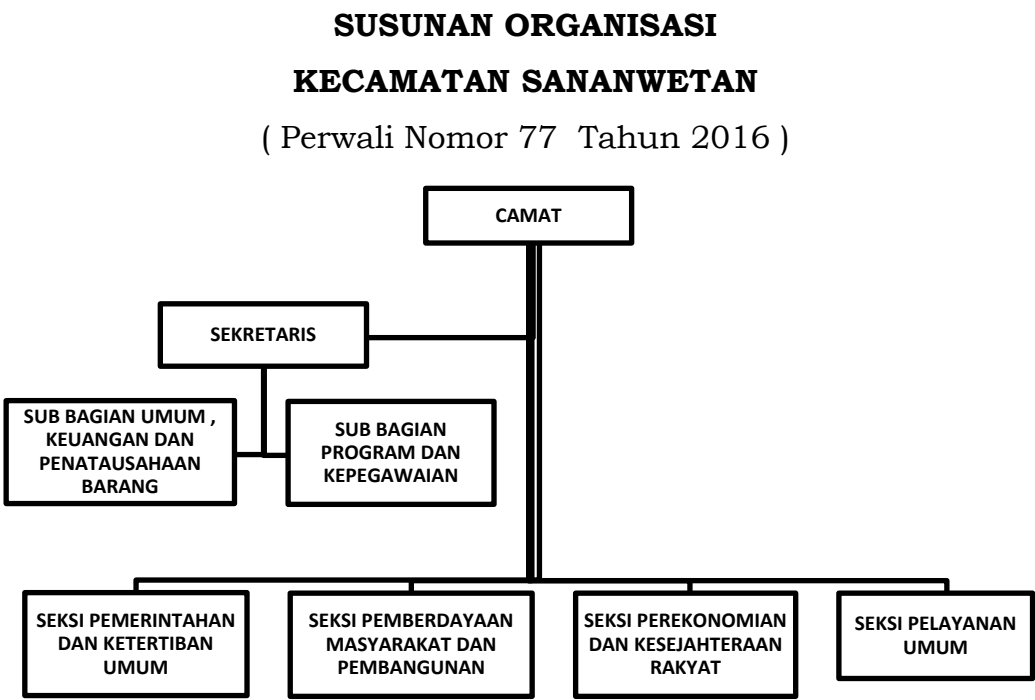 SUSUNAN ORGANISASI
KECAMATAN SANANWETAN
( Perwali Nomor 77  Tahun 2016 )
CAMAT
SEKRETARIS
SUB BAGIAN UMUM ,
KEUANGAN DAN
PENATAUSAHAAN
BARANG
SUB BAGIAN
PROGRAM DAN
KEPEGAWAIAN
SEKSI PEMERINTAHAN
DAN KETERTIBAN
UMUM
SEKSI PEMBERDAYAAN
MASYARAKAT DAN
PEMBANGUNAN
SEKSI PEREKONOMIAN
DAN KESEJAHTERAAN
RAKYAT
SEKSI PELAYANAN
UMUM